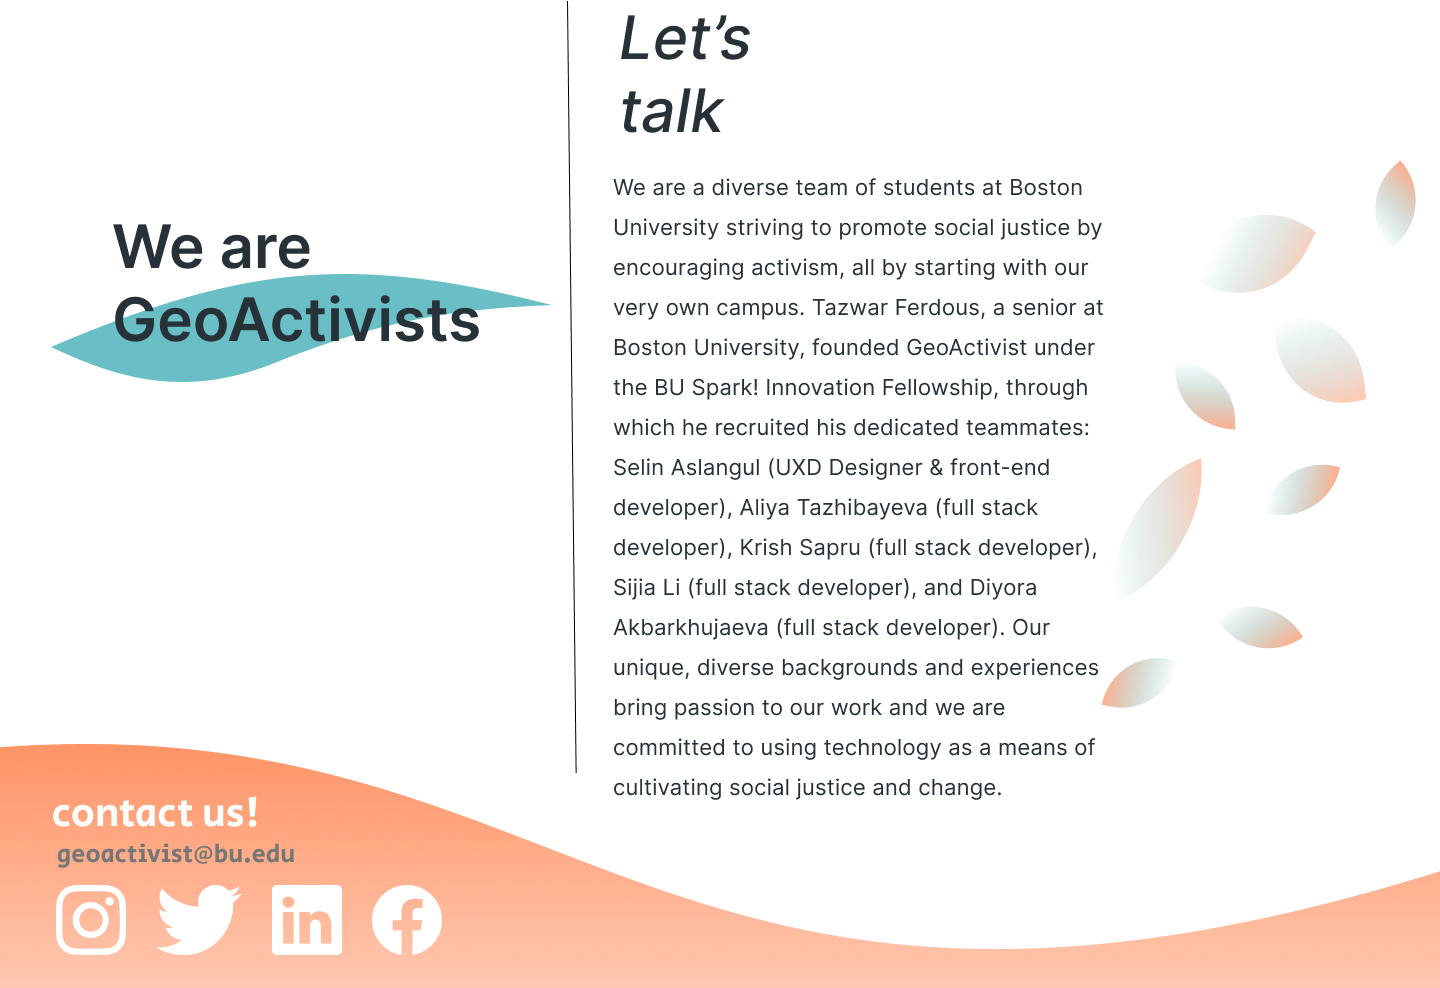 We are
GeoActivists
Let’s
talk
We are a diverse team of students at Boston
University striving to promote social justice by
encouraging activism, all by starting with our
very own campus. Tazwar Ferdous, a senior at
Boston University, founded GeoActivist under
the BU Spark! Innovation Fellowship, through
which he recruited his dedicated teammates:
Selin Aslangul (UXD Designer & front-end
developer), Aliya Tazhibayeva (full stack
developer), Krish Sapru (full stack developer),
Sijia Li (full stack developer), and Diyora
Akbarkhujaeva (full stack developer). Our
unique, diverse backgrounds and experiences
bring passion to our work and we are
committed to using technology as a means of
cultivating social justice and change.
contact us!
geoactivist@bu.edu
in